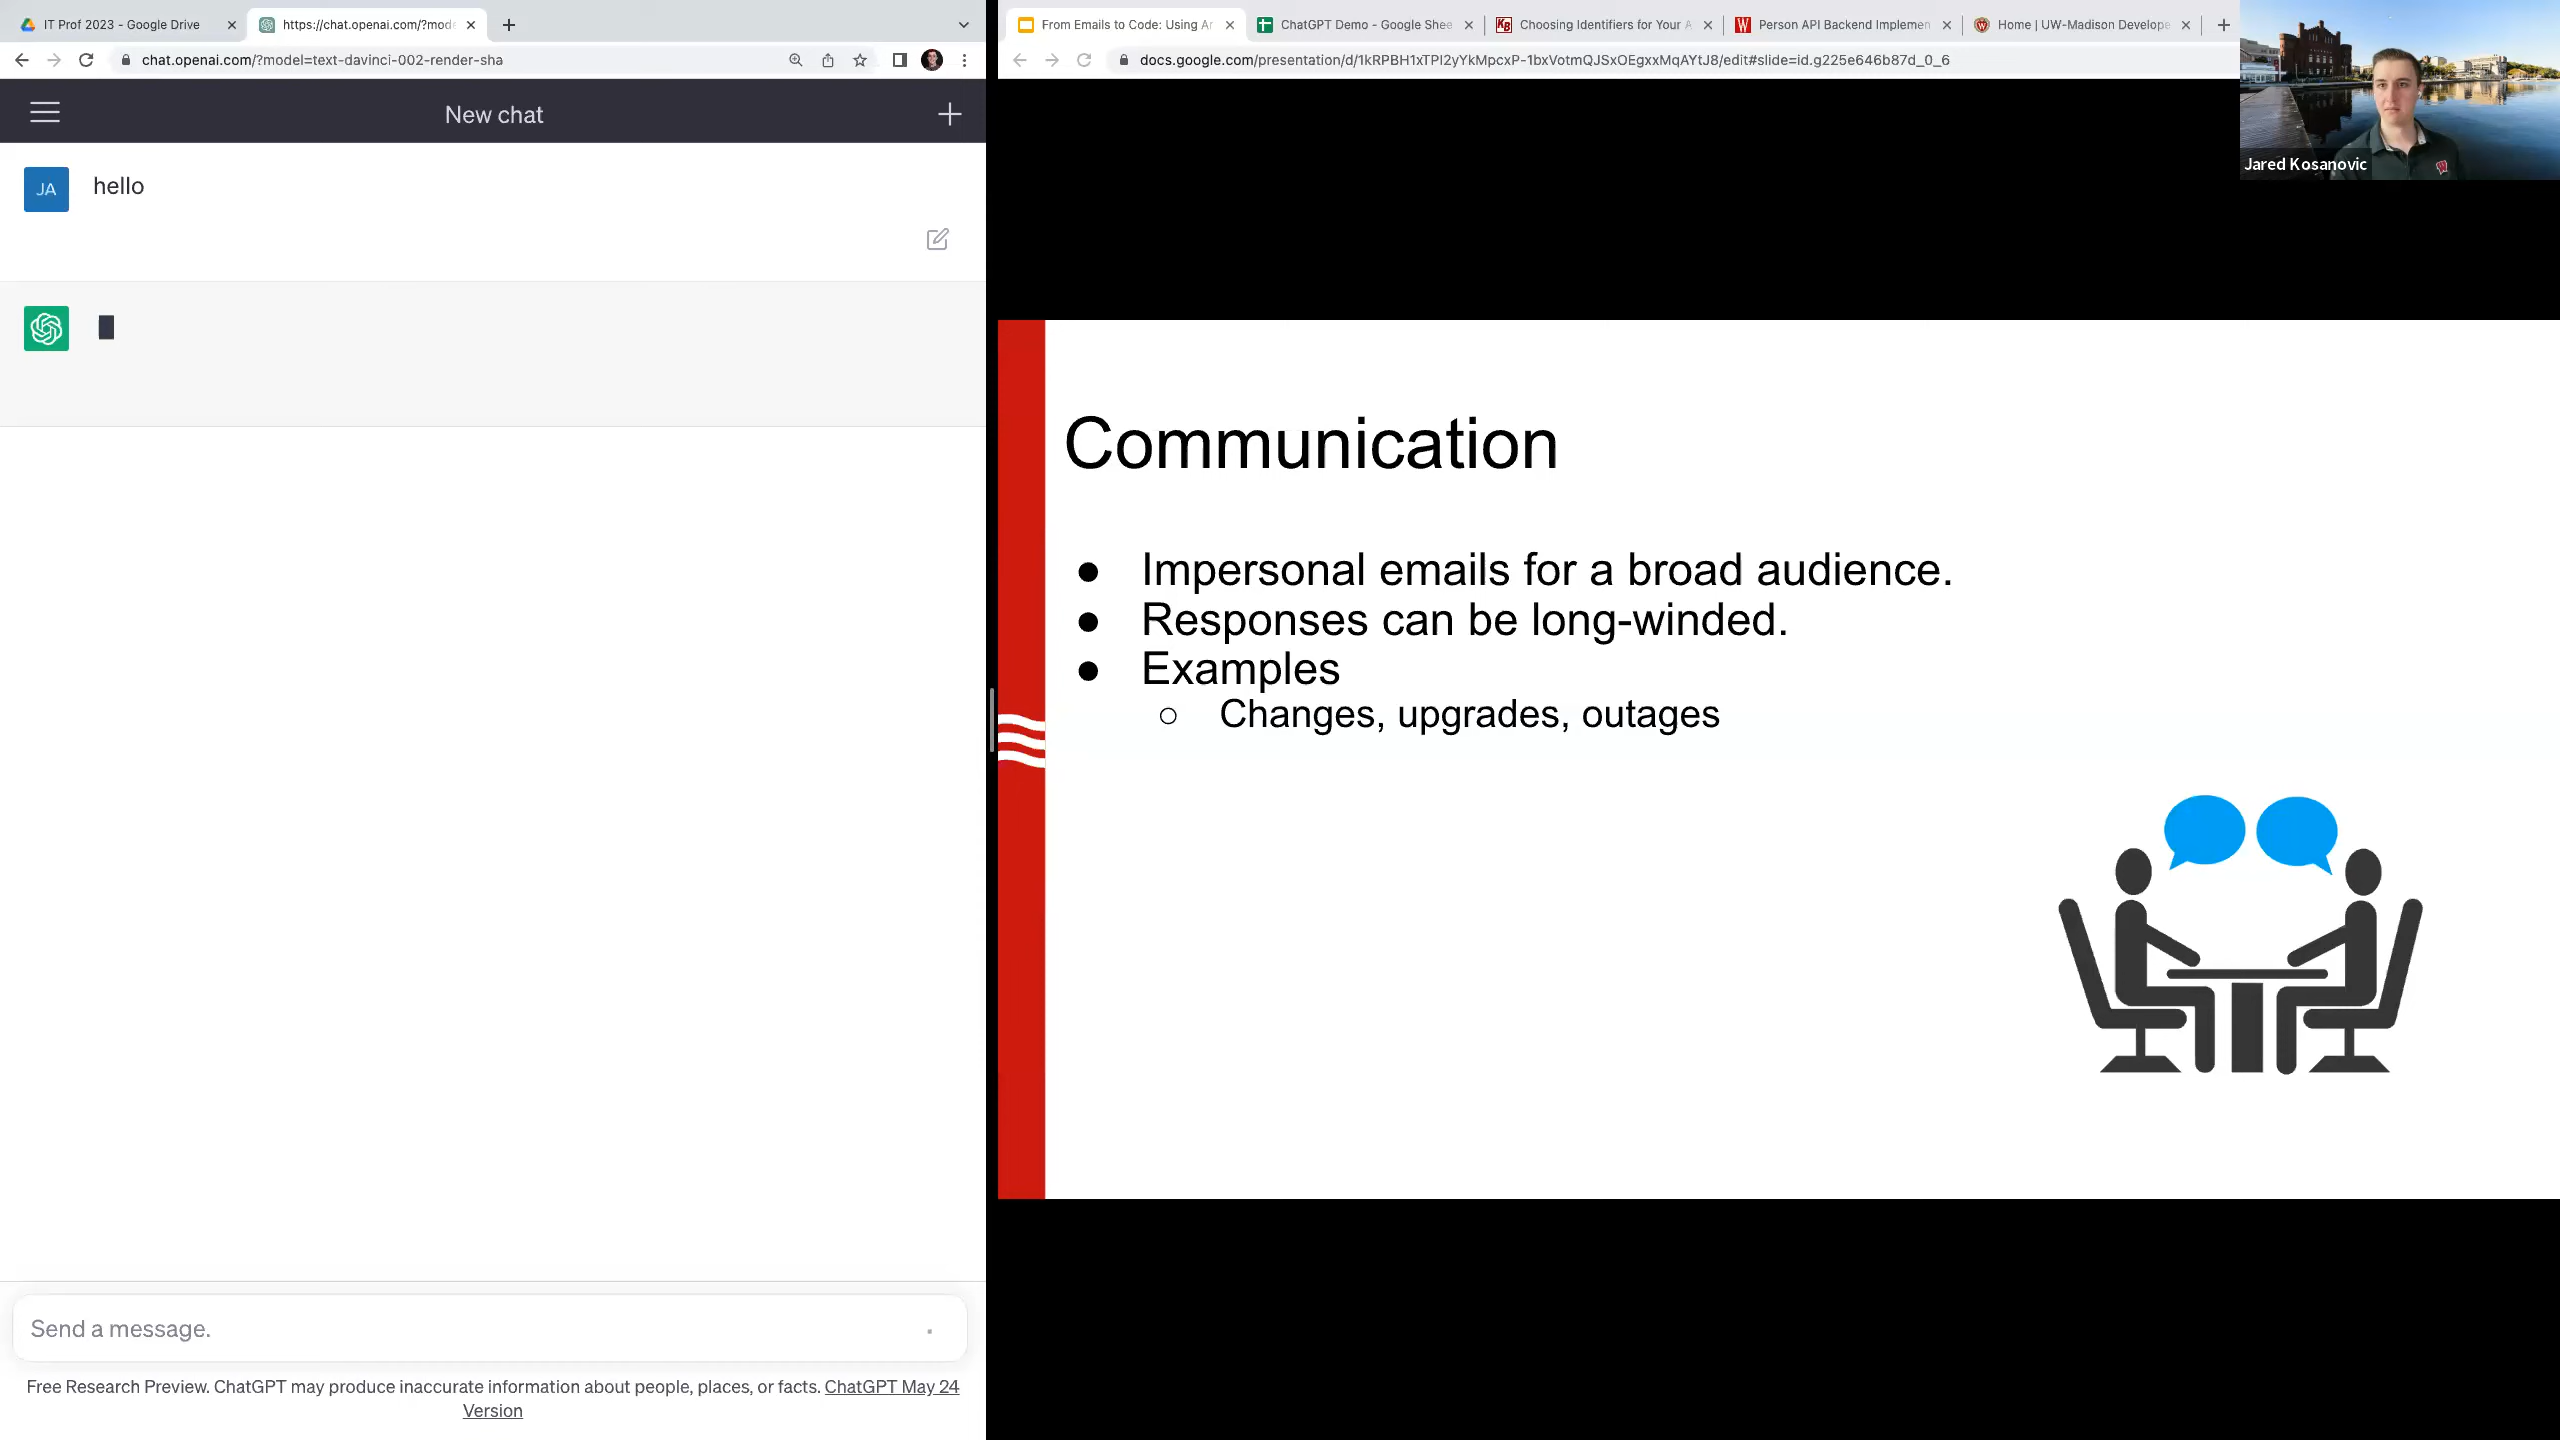 IT Prof 2023 - Google Drive
https://chat.openai.com/?mode
chat.openai.com/?model=text-davinci-002-render-sha
New chat
JA
hello
Send a message.
Free Research Preview. ChatGPT may produce inaccurate information about people, places, or facts. ChatGPT May 24
Version
From Emails to Code: Using Ar
ChatGPT Demo - Google Shee
KB
Choosing Identifiers for Your A
W
Person API Backend Implemen
Home | UW-Madison Develope
docs.google.com/presentation/d/1kRPBH1xTPI2yYkMpcxP-1bxVotmQJSxOEgxxMqAYtJ8/edit#slide=id.g225e646b87d_0_6
Jared Kosanovic
Communication
● Impersonal emails for a broad audience.
● Responses can be long-winded.
● Examples
○ Changes, upgrades, outages